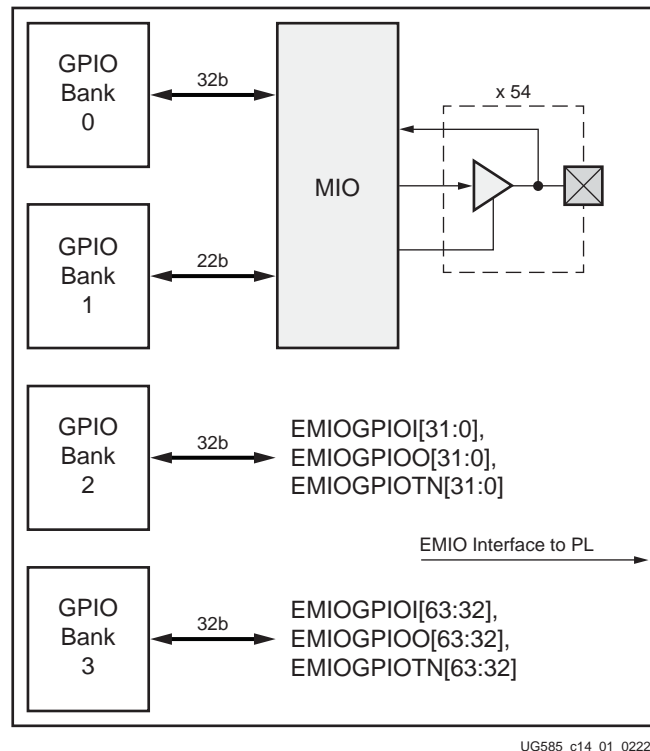 GPIO
Bank
0
32b
MIO
x 54
GPIO
Bank
1
22b
GPIO
Bank
2
32b
EMIOGPIOI[31:0],
EMIOGPIOO[31:0],
EMIOGPIOTN[31:0]
EMIO Interface to PL
GPIO
Bank
3
32b
EMIOGPIOI[63:32],
EMIOGPIOO[63:32],
EMIOGPIOTN[63:32]
UG585_c14_01_0222